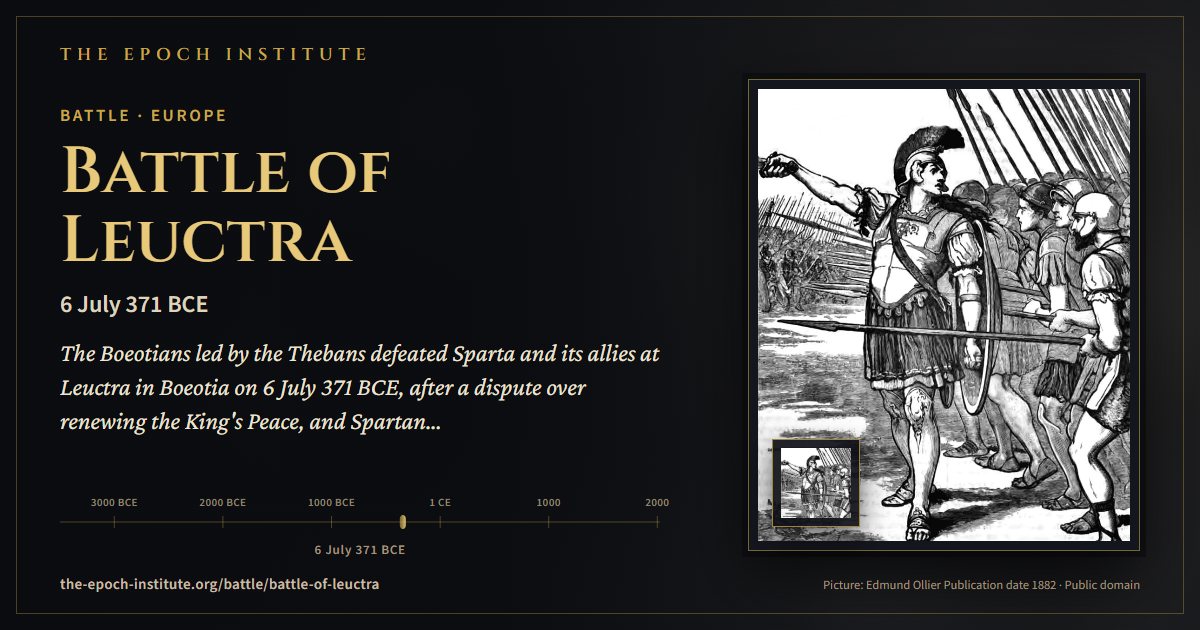 THE EPOCH INSTITUTE
BATTLE · EUROPE
BATTLE OF
LEUCTRA
6 July 371 BCE
The Boeotians led by the Thebans defeated Sparta and its allies at
Leuctra in Boeotia on 6 July 371 BCE, after a dispute over
renewing the King's Peace, and Spartan...
3000 BCE 2000 BCE 1000 BCE 1 CE 1000 2000
6 July 371 BCE
the-epoch-institute.org/battle/battle-of-leuctra
Picture: Edmund Ollier Publication date 1882 · Public domain